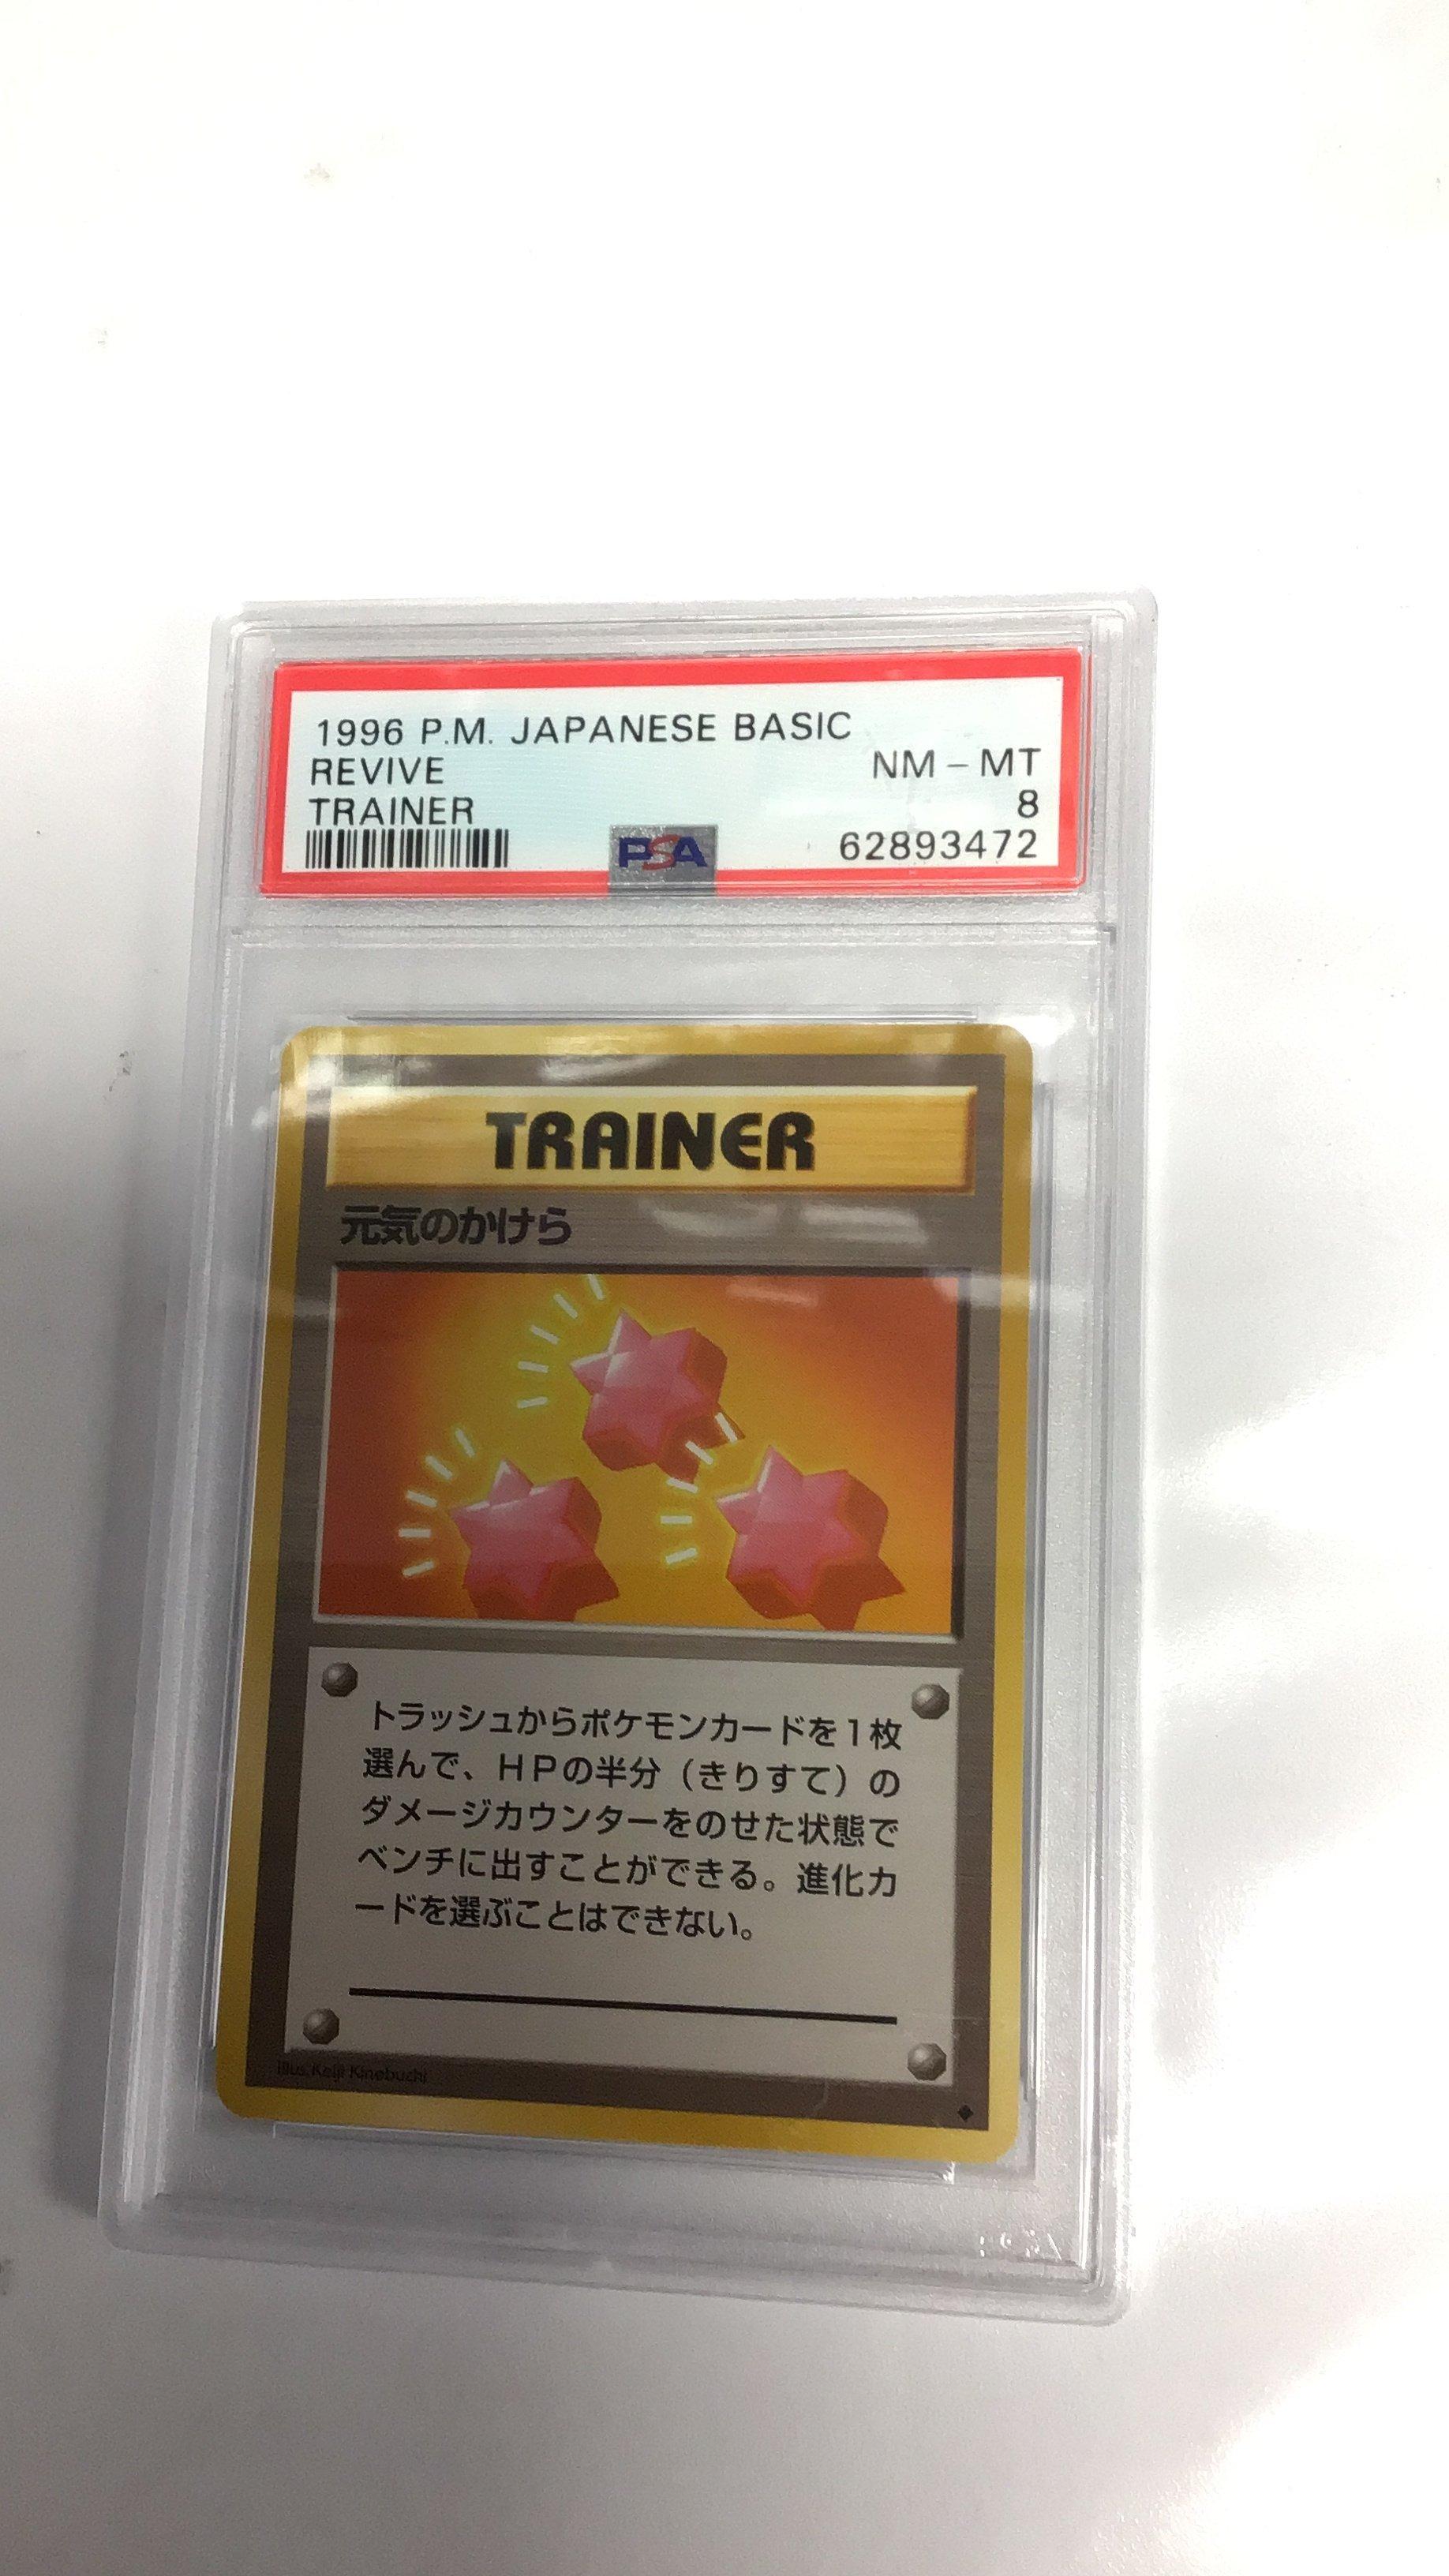 1996 P.M. JAPANESE BASIC
REVIVE
NM – MT
TRAINER
8
PSA
62893472
TRAINER
元気のかけら
トラッシュからポケモンカードを1枚
選んで、HPの半分(きりすて)の
ダメージカウンターをのせた状態で
ベンチに出すことができる。進化カ
ードを選ぶことはできない。
Illus. Keiji Kinebuchi